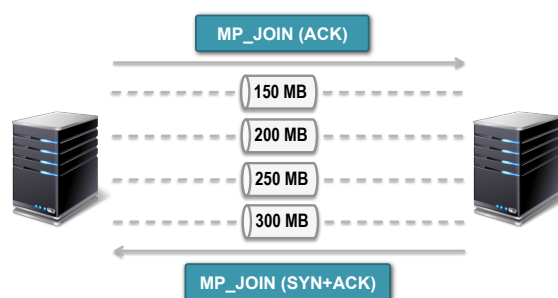 MP_JOIN (ACK)
150 MB
200 MB
250 MB
300 MB
MP_JOIN (SYN+ACK)